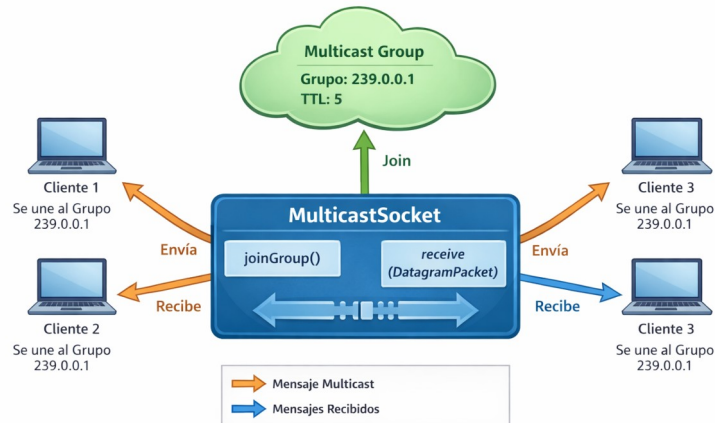 Multicast Group
Grupo: 239.0.0.1
TTL: 5
Join
Cliente 1
Se une al Grupo
239.0.0.1
Cliente 3
Se une al Grupo
239.0.0.1
MulticastSocket
joinGroup()
receive
(DatagramPacket)
Envía
Envía
Recibe
Recibe
Cliente 2
Se une al Grupo
239.0.0.1
Cliente 3
Se une al Grupo
239.0.0.1
Mensaje Multicast
Mensajes Recibidos